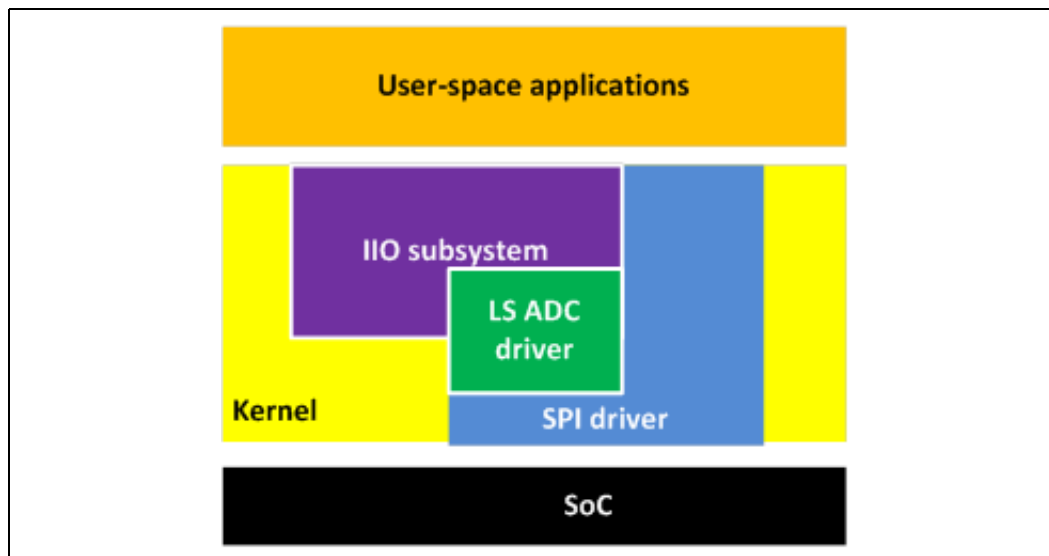 User-space applications
IIO subsystem
LS ADC
driver
Kernel
SPI driver
SoC